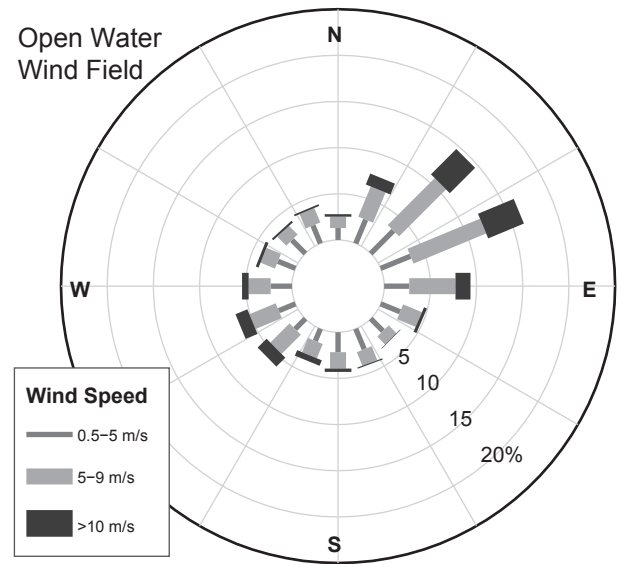 Open Water
Wind Field
N
W
E
5
10
15
20%
S
Wind Speed
0.5–5 m/s
5–9 m/s
>10 m/s